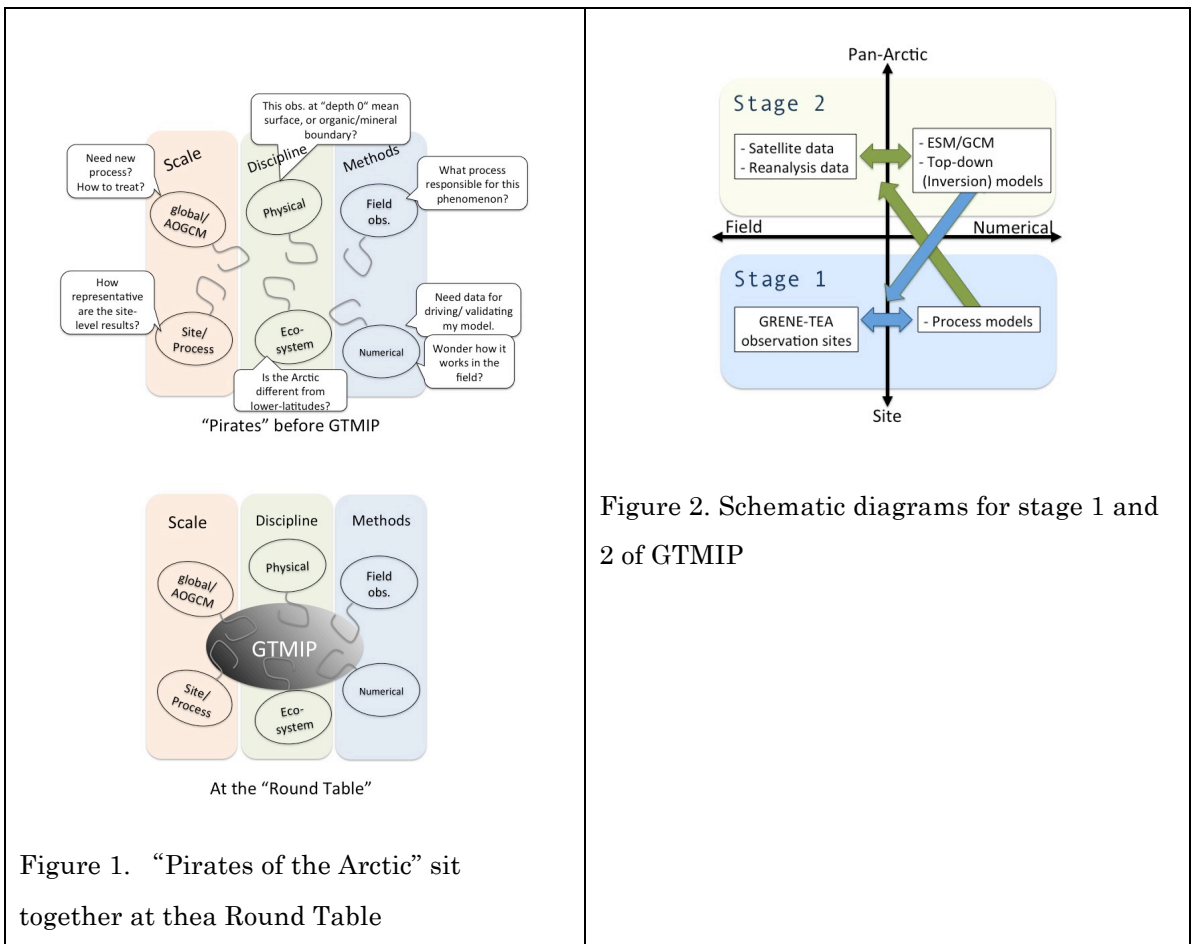 This obs. at "depth 0" mean
surface, or organic/mineral
boundary?
Scale
Discipline
Methods
Need new
process?
How to treat?
What process
responsible for this
phenomenon?
global/
AOGCM
Physical
Field
obs.
How
representative
are the site-
level results?
Need data for
driving/ validating
my model.
Site/
Process
Eco-
system
Numerical
Wonder how it
works in the
field?
Is the Arctic
different from
lower-latitudes?
"Pirates" before GTMIP
Scale
Discipline
Methods
global/
AOGCM
Physical
Field
obs.
GTMIP
Site/
Process
Eco-
system
Numerical
At the "Round Table"
Figure 1. "Pirates of the Arctic" sit
together at thea Round Table
Pan-Arctic
Stage 2
- Satellite data
- Reanalysis data
- ESM/GCM
- Top-down
(Inversion) models
Field
Numerical
Stage 1
GRENE-TEA
observation sites
- Process models
Site
Figure 2. Schematic diagrams for stage 1 and
2 of GTMIP